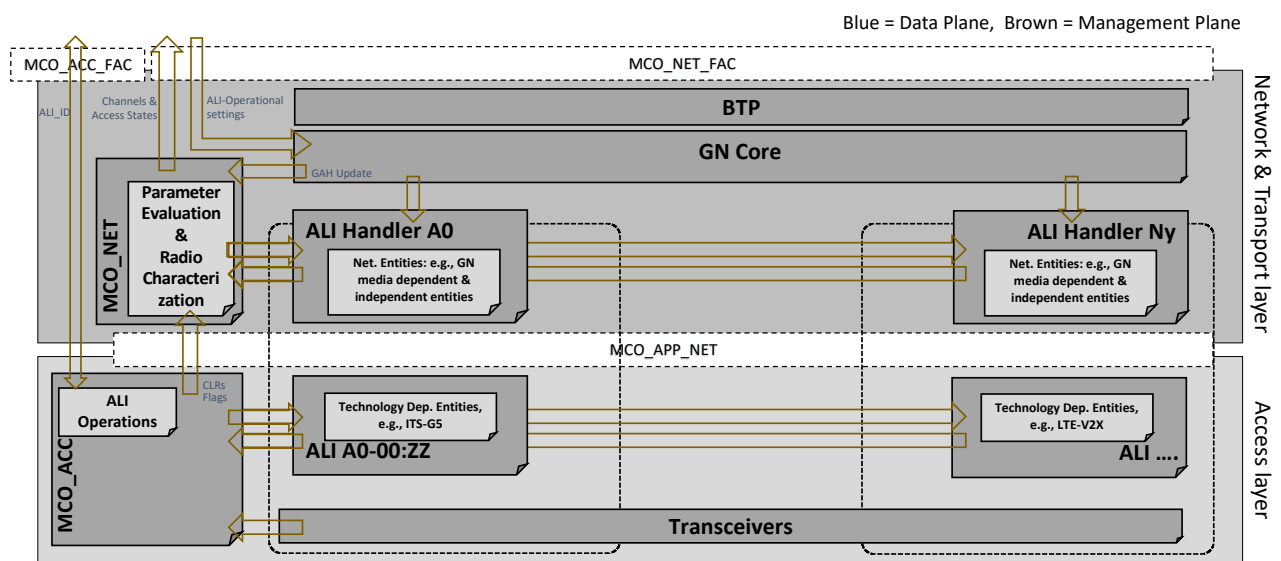 Blue = Data Plane,  Brown = Management Plane
MCO_ACC_FAC
MCO_NET_FAC
ALI_ID
Channels &
Access States
ALI-Operational
settings
BTP
GN Core
GAH Update
MCO_NET
Parameter
Evaluation
&
Radio
Characteri
zation
ALI Handler A0
Net. Entities: e.g., GN
media dependent &
independent entities
ALI Handler Ny
Net. Entities: e.g., GN
media dependent &
independent entities
Network & Transport layer
MCO_APP_NET
MCO_ACC
ALI
Operations
CLRs
Flags
Technology Dep. Entities,
e.g., ITS-G5
ALI A0-00:ZZ
Technology Dep. Entities,
e.g., LTE-V2X
ALI ....
Transceivers
Access layer